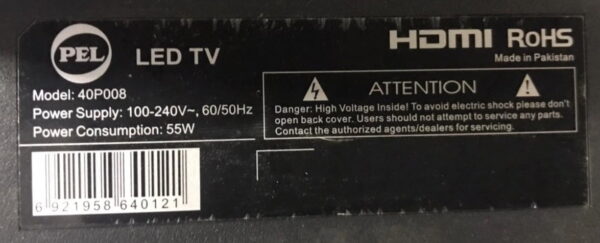 PEL
LED TV
HDMI RoHS
Made in Pakistan
Model: 40P008
Power Supply: 100-240V~, 60/50Hz
Power Consumption: 55W
ATTENTION
Danger: High Voltage Inside! To avoid electric shock please don't
open back cover. Users should not attempt to service any parts.
Contact the authorized agents/dealers for servicing.
6 921958 640121